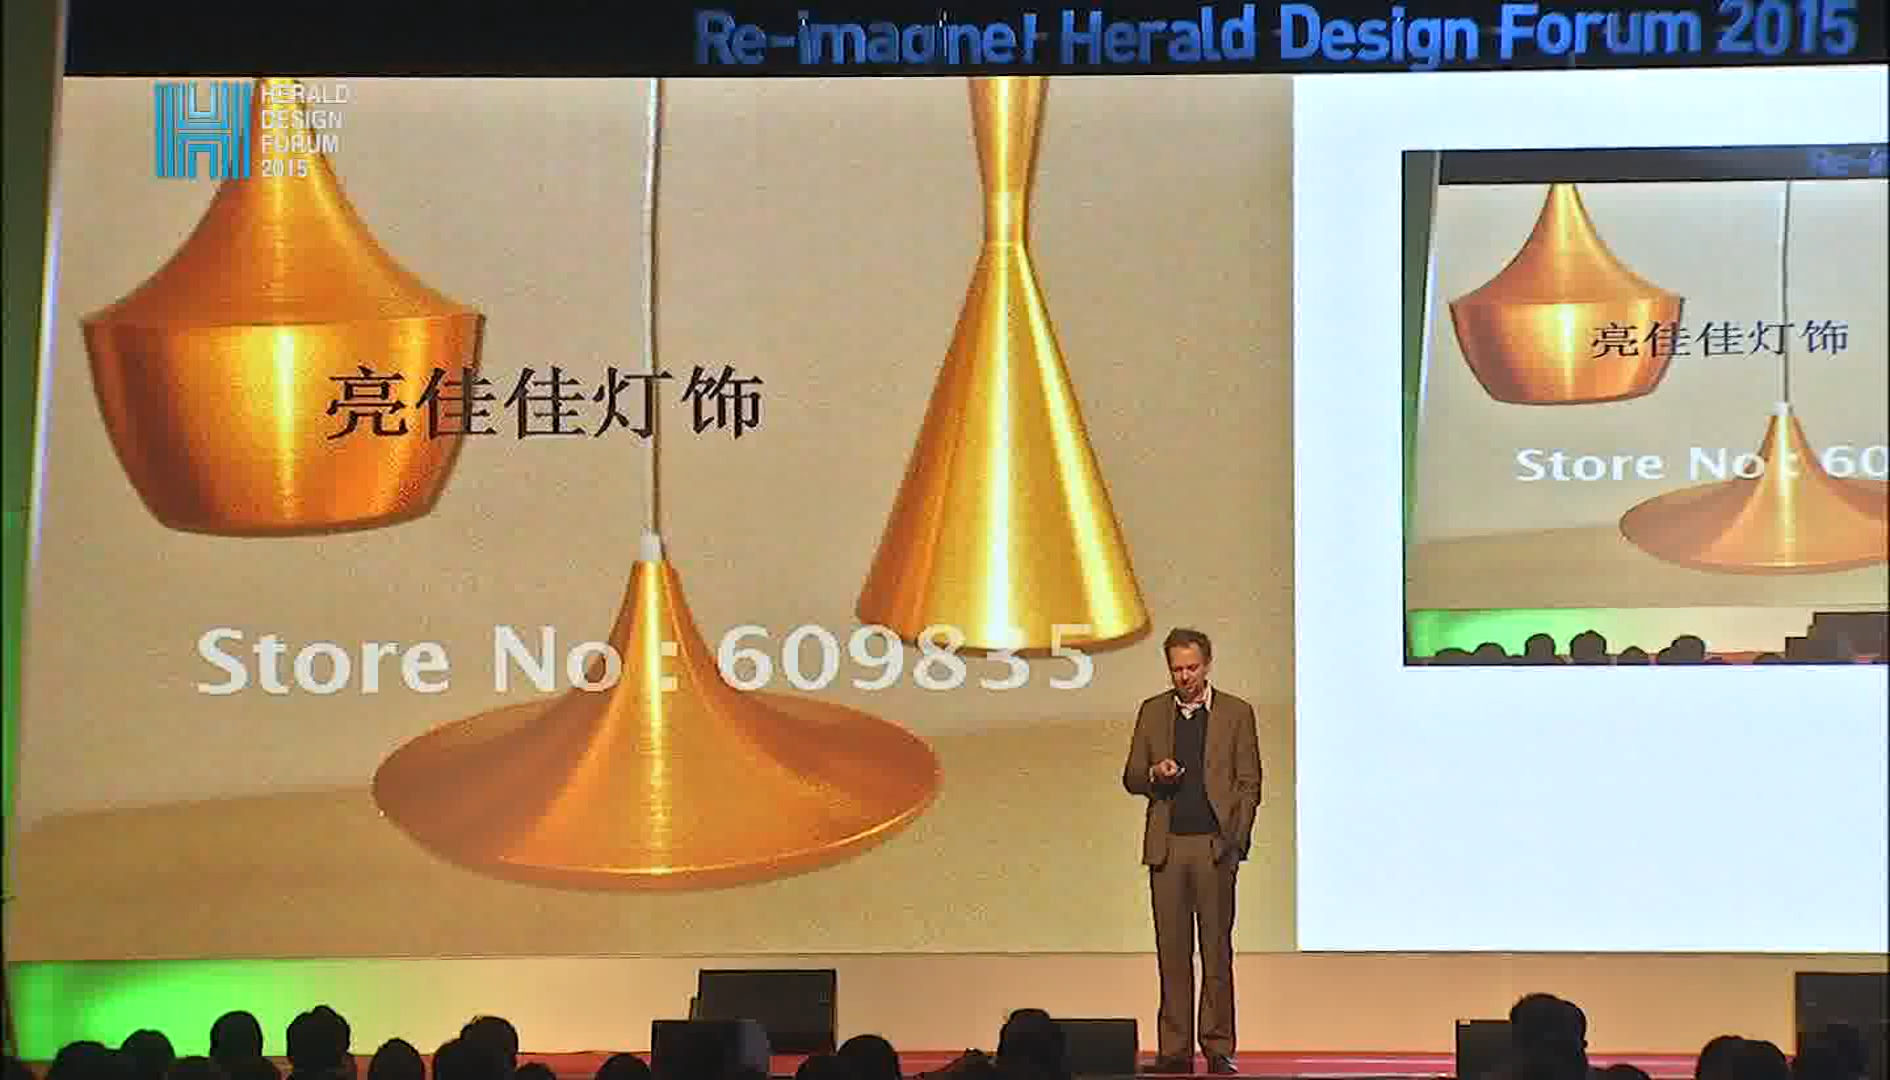 Re-imagine! Herald Design Forum 2015
HERALD
DESIGN
FORUM
2015
亮佳佳灯饰
Store No: 609835
Re-i
亮佳佳灯饰
Store No: 60